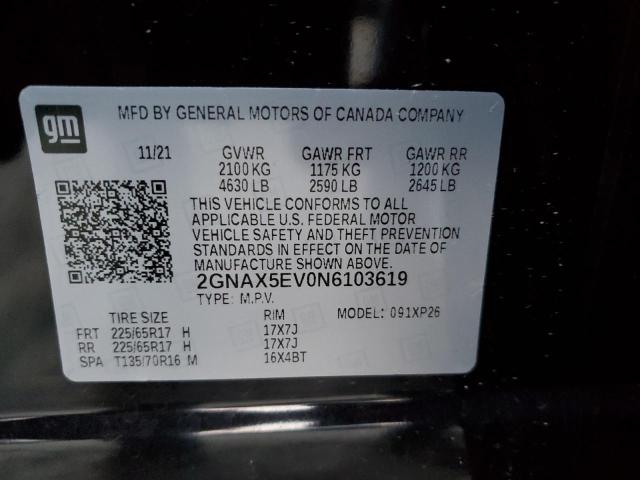 gm
MFD BY GENERAL MOTORS OF CANADA COMPANY
11/21 GVWR GAWR FRT GAWR RR
2100 KG 1175 KG 1200 KG
4630 LB 2590 LB 2645 LB
THIS VEHICLE CONFORMS TO ALL
APPLICABLE U.S. FEDERAL MOTOR
VEHICLE SAFETY AND THEFT PREVENTION
STANDARDS IN EFFECT ON THE DATE OF
MANUFACTURE SHOWN ABOVE.
2GNAX5EV0N6103619
TYPE: M.P.V.
TIRE SIZE RIM MODEL: 091XP26
FRT 225/65R17 H 17X7J
RR 225/65R17 H 17X7J
SPA T135/70R16 M 16X4BT